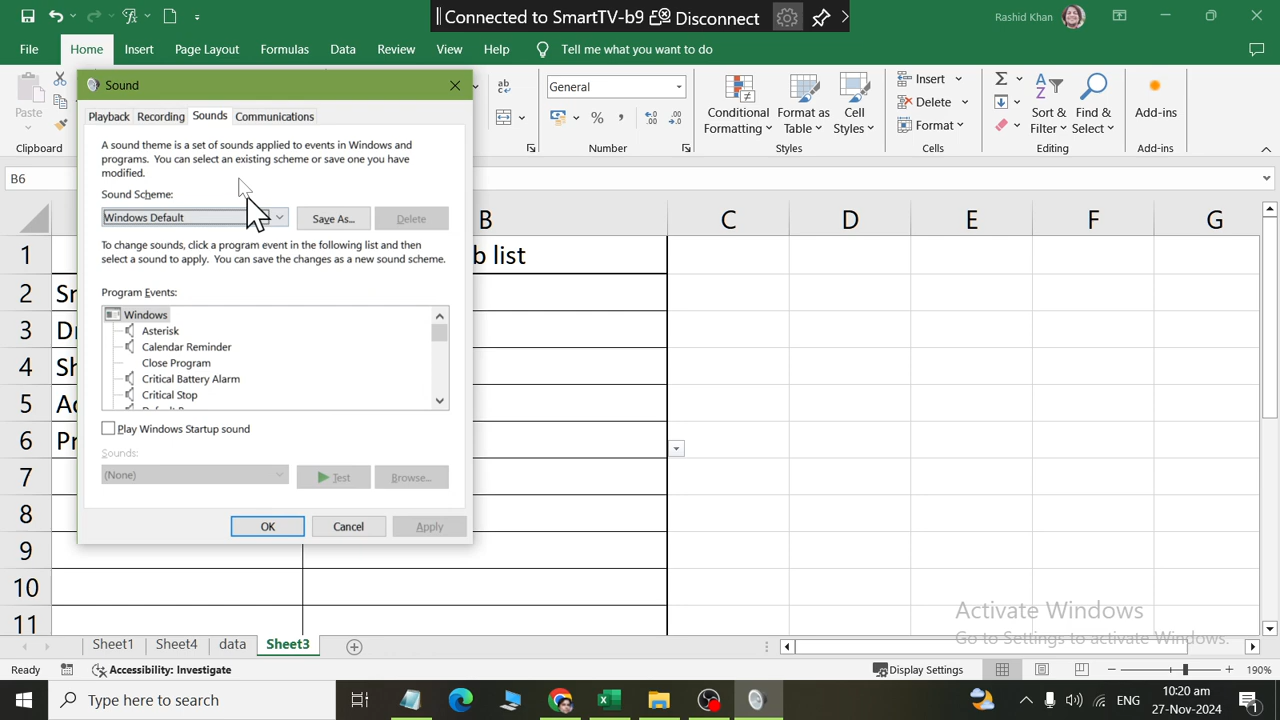 Connected to SmartTV-b9 Disconnect
Rashid Khan
File Home Insert Page Layout Formulas Data Review View Help Tell me what you want to do
Sound
Playback Recording Sounds Communications
A sound theme is a set of sounds applied to events in Windows and
programs. You can select an existing scheme or save one you have
modified.
Sound Scheme:
Windows Default Save As... Delete
To change sounds, click a program event in the following list and then
select a sound to apply. You can save the changes as a new sound scheme.
Program Events:
Windows
Asterisk
Calendar Reminder
Close Program
Critical Battery Alarm
Critical Stop
Play Windows Startup sound
Sounds:
(None) Test Browse...
OK Cancel Apply
Paste
Clipboard
ab
General
% ,
Number
Conditional Formatting Format as Table Cell Styles
Styles
Insert
Delete
Format
Cells
Sort & Filter Find & Select
Editing
Add-ins
Add-ins
B6
B C D E F G
1 b list
2
3
4
5
6
7
8
9
10
11
Activate Windows
Go to Settings to activate Windows.
Sheet1 Sheet4 data Sheet3
Ready Accessibility: Investigate Display Settings 190%
Type here to search
ENG
10:20 am
27-Nov-2024
1